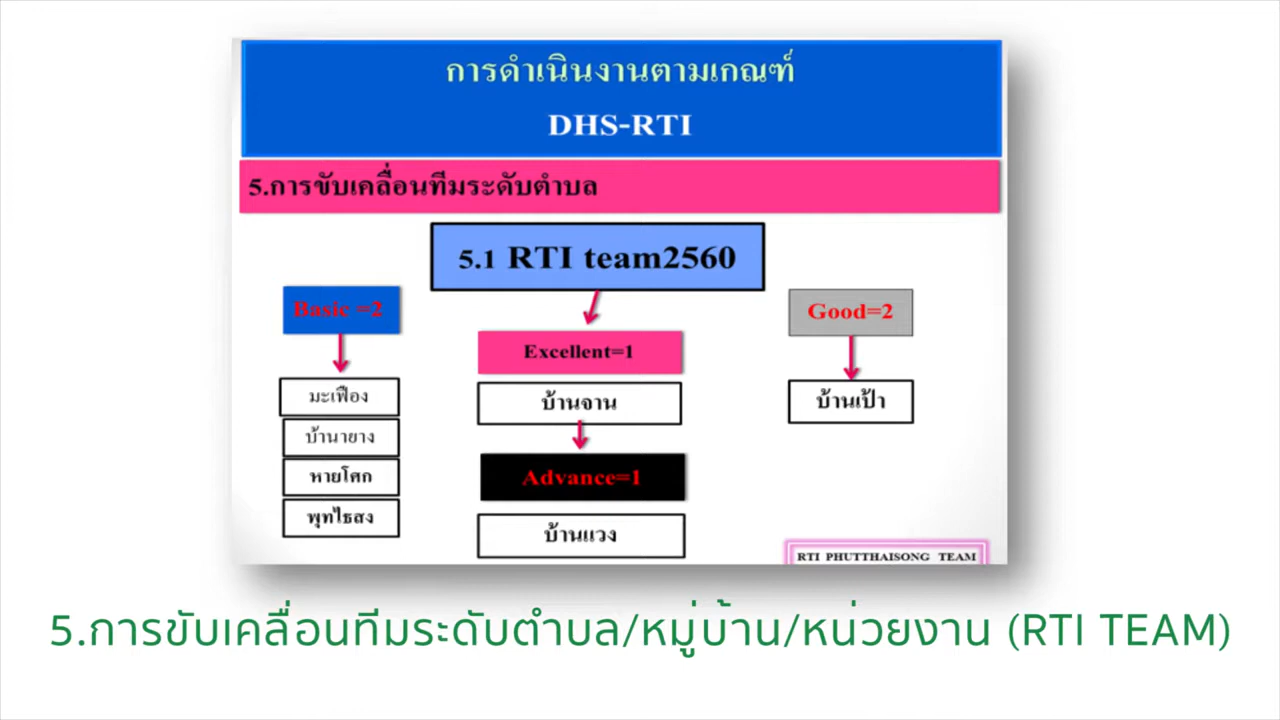 การดำเนินงานตามเกณฑ์
DHS-RTI
5.การขับเคลื่อนทีมระดับตำบล
5.1 RTI team2560
Basic =2
มะเฟือง
บ้านายาง
หายโศก
พุทไธสง
Excellent=1
บ้านจาน
Advance=1
บ้านแวง
Good=2
บ้านเป้า
RTI PHUTTHAISONG TEAM
5.การขับเคลื่อนทีมระดับตำบล/หมู่บ้าน/หน่วยงาน (RTI TEAM)